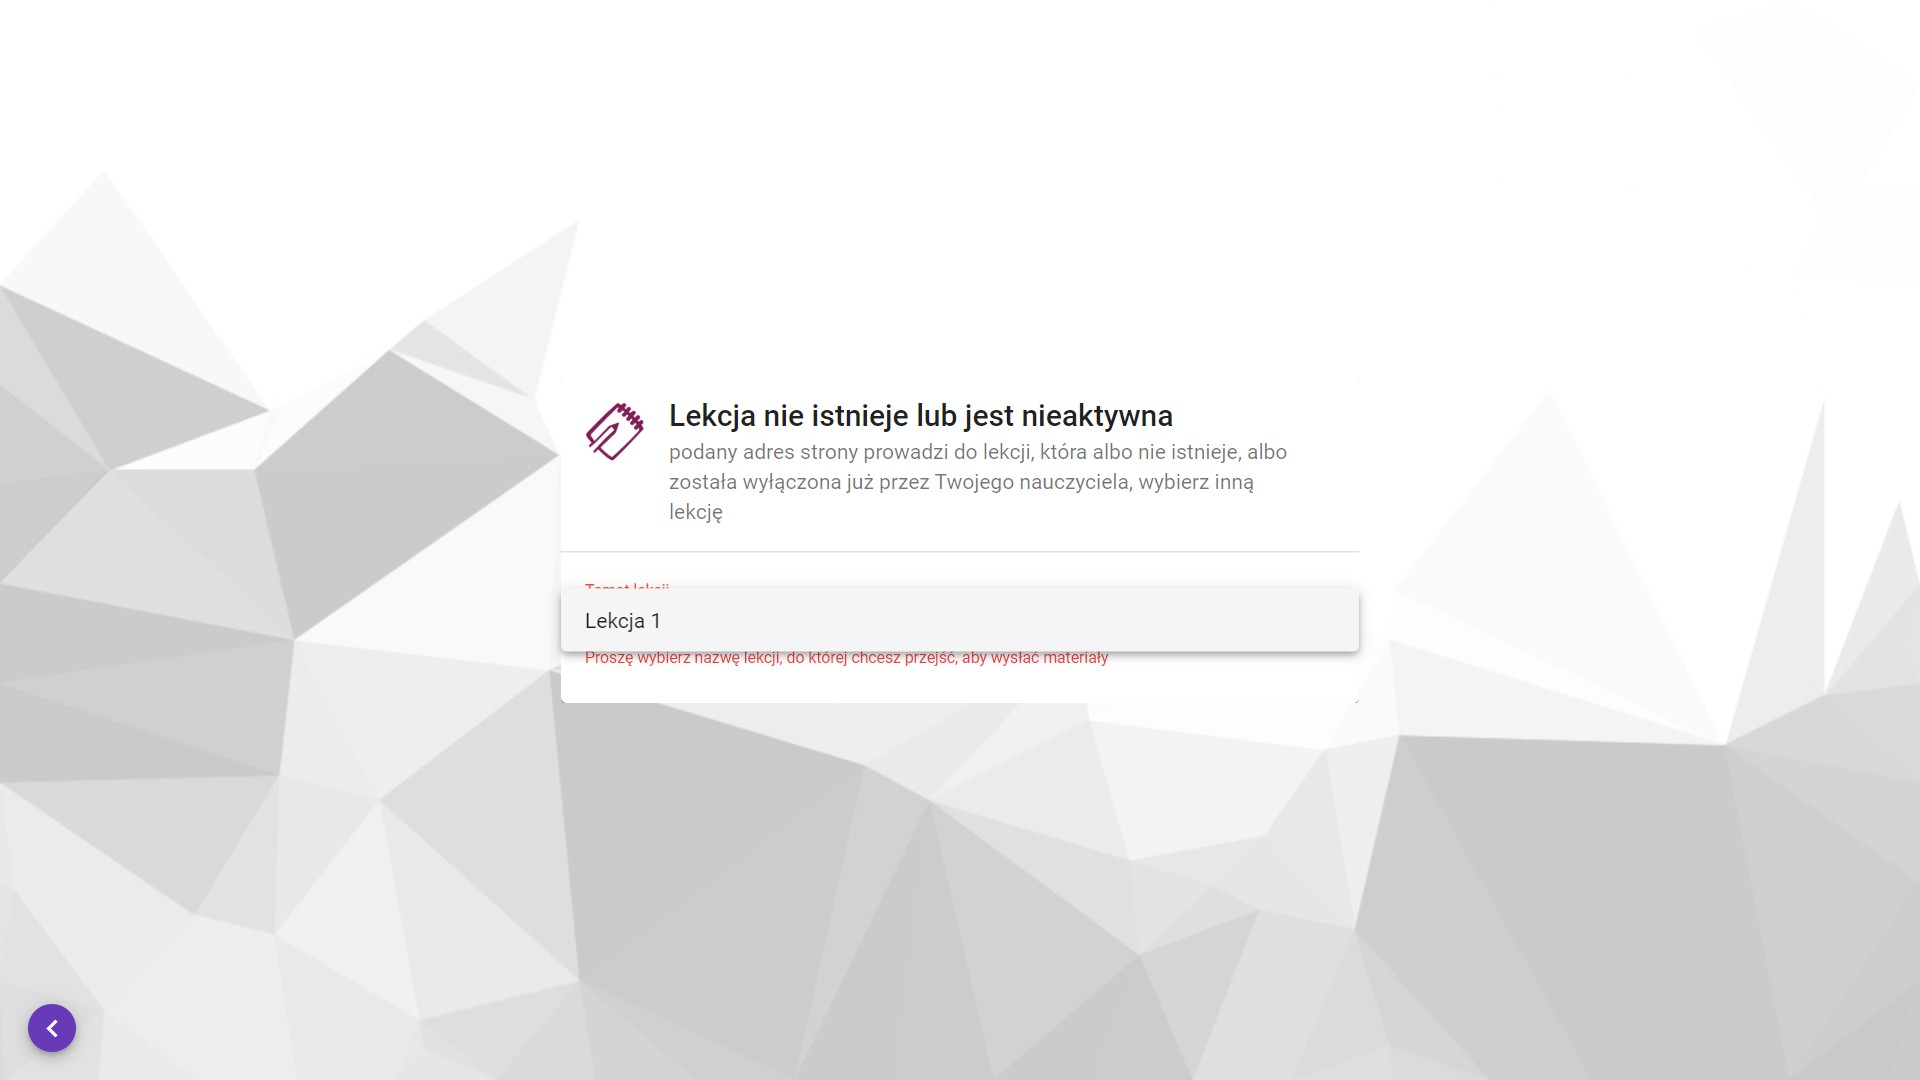 Lekcja nie istnieje lub jest nieaktywna
podany adres strony prowadzi do lekcji, która albo nie istnieje, albo
została wyłączona już przez Twojego nauczyciela, wybierz inną
lekcję
Temat lekcji
Lekcja 1
Proszę wybierz nazwę lekcji, do której chcesz przejść, aby wysłać materiały